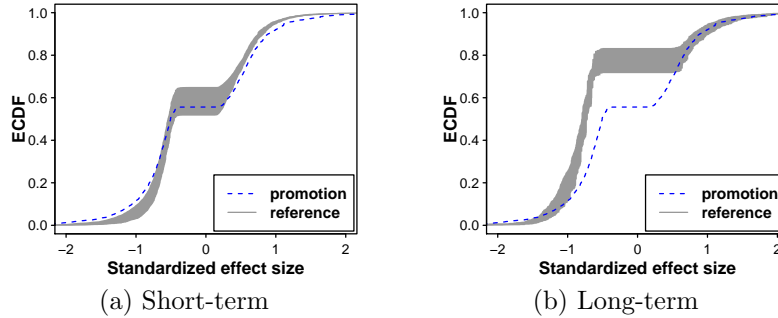 1.0
0.8
0.6
0.4
0.2
0.0
ECDF
promotion
reference
−2 −1 0 1 2
Standardized effect size
(a) Short-term
1.0
0.8
0.6
0.4
0.2
0.0
ECDF
promotion
reference
−2 −1 0 1 2
Standardized effect size
(b) Long-term